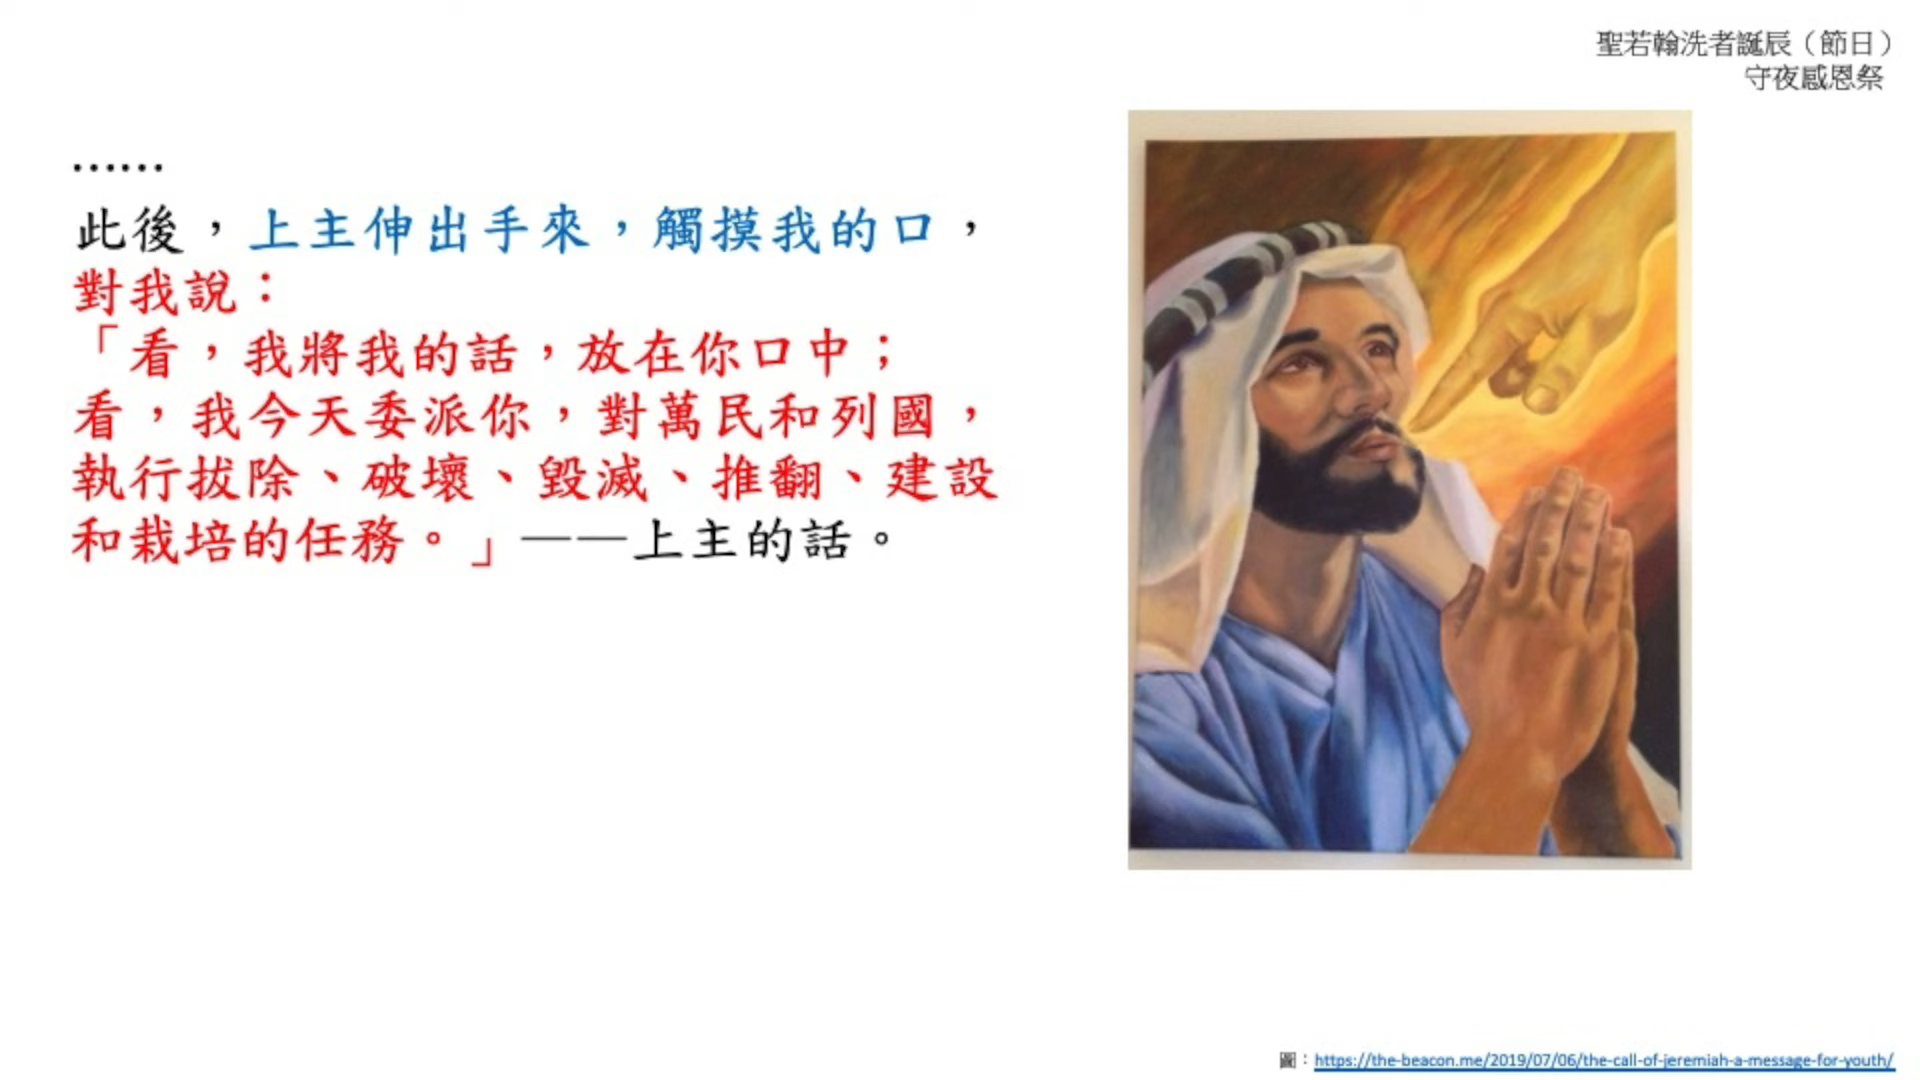 聖若翰洗者誕辰（節日）
守夜感恩祭
……
此後，上主伸出手來，觸摸我的口，
對我說：
「看，我將我的話，放在你口中；
看，我今天委派你，對萬民和列國，
執行拔除、破壞、毀滅、推翻、建設
和栽培的任務。」——上主的話。
圖：https://the-beacon.me/2019/07/06/the-call-of-jeremiah-a-message-for-youth/